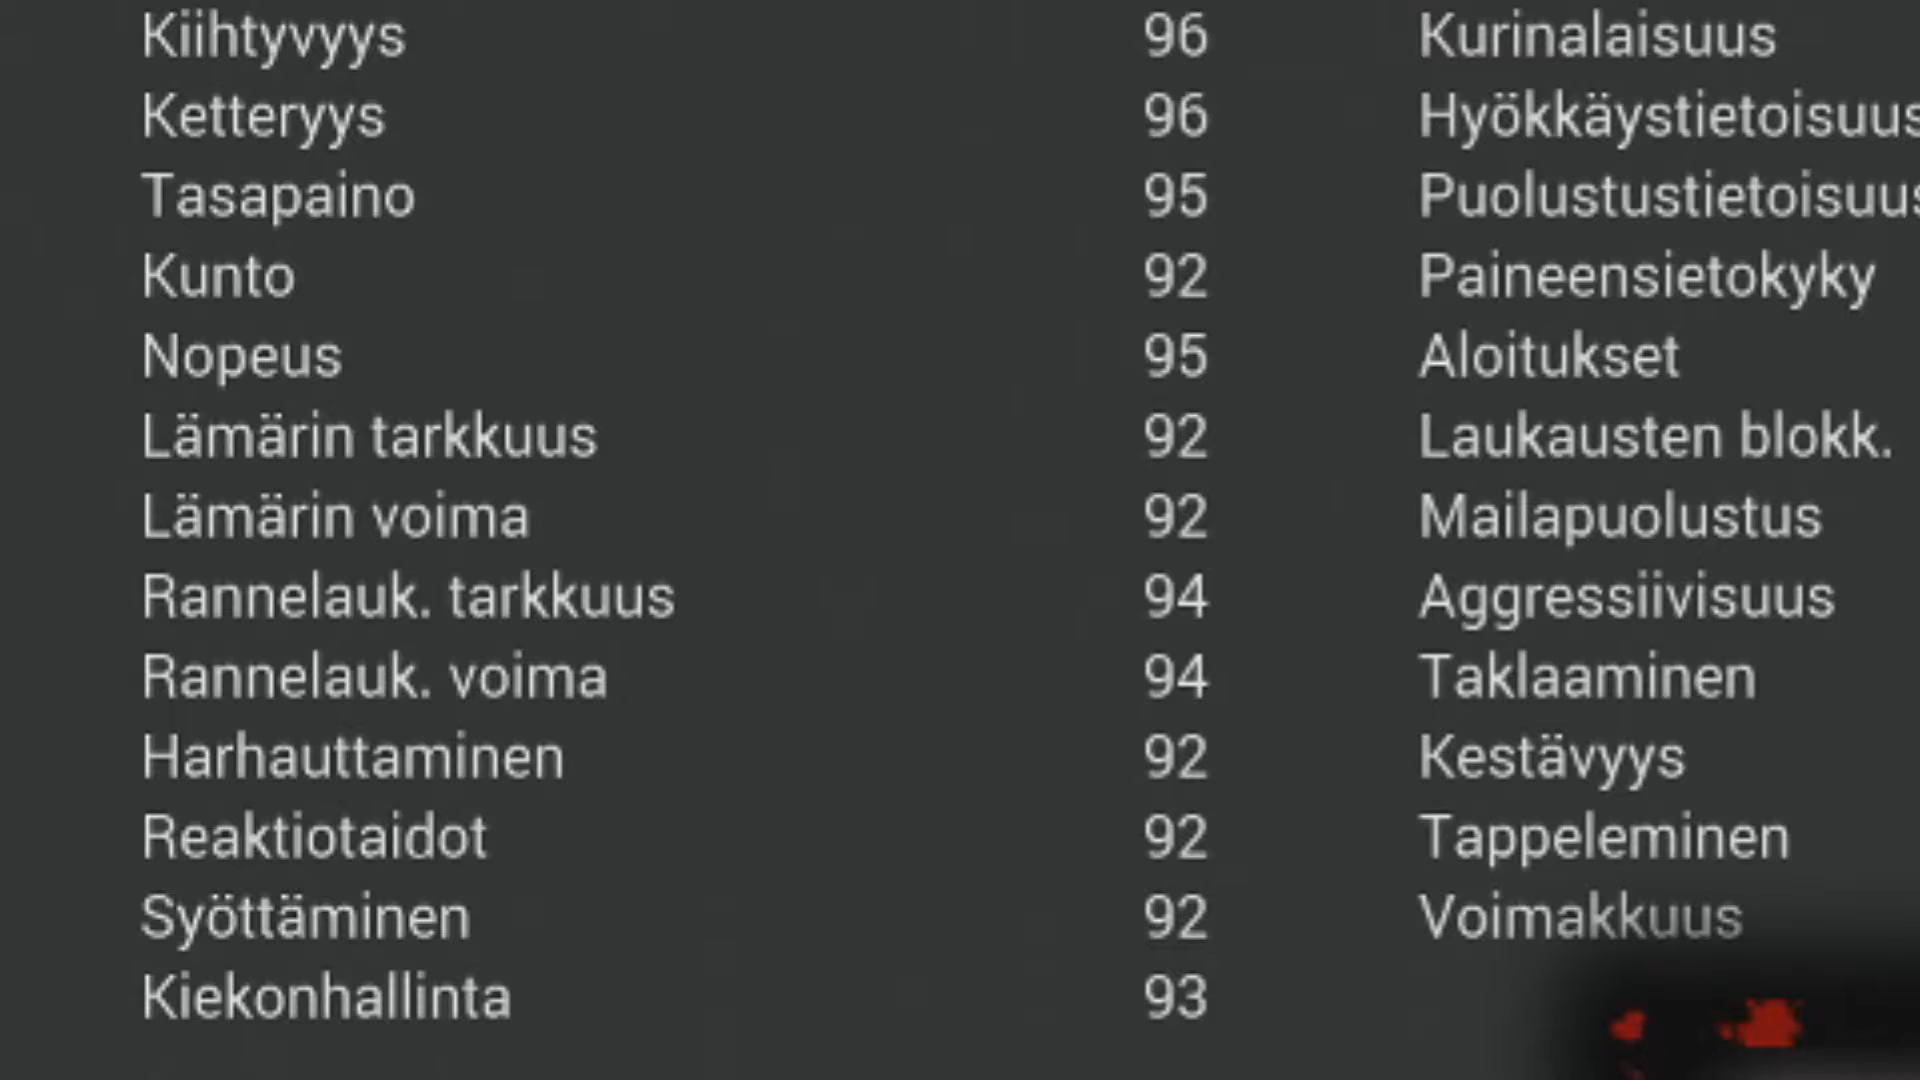 Kiihtyvyys 96 Kurinalaisuus
Ketteryys 96 Hyökkäystietoisuus
Tasapaino 95 Puolustustietoisuus
Kunto 92 Paineensietokyky
Nopeus 95 Aloitukset
Lämärin tarkkuus 92 Laukausten blokk.
Lämärin voima 92 Mailapuolustus
Rannelauk. tarkkuus 94 Aggressiivisuus
Rannelauk. voima 94 Taklaaminen
Harhauttaminen 92 Kestävyys
Reaktiotaidot 92 Tappeleminen
Syöttäminen 92 Voimakkuus
Kiekonhallinta 93